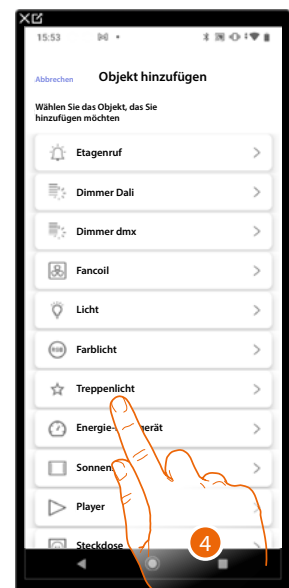 15:53
Abbrechen Objekt hinzufügen
Wählen Sie das Objekt, das Sie
hinzufügen möchten
Etagenruf
Dimmer Dali
Dimmer dmx
Fancoil
Licht
RGB Farblicht
Treppenlicht
Energie-
Player
Steckdose
4